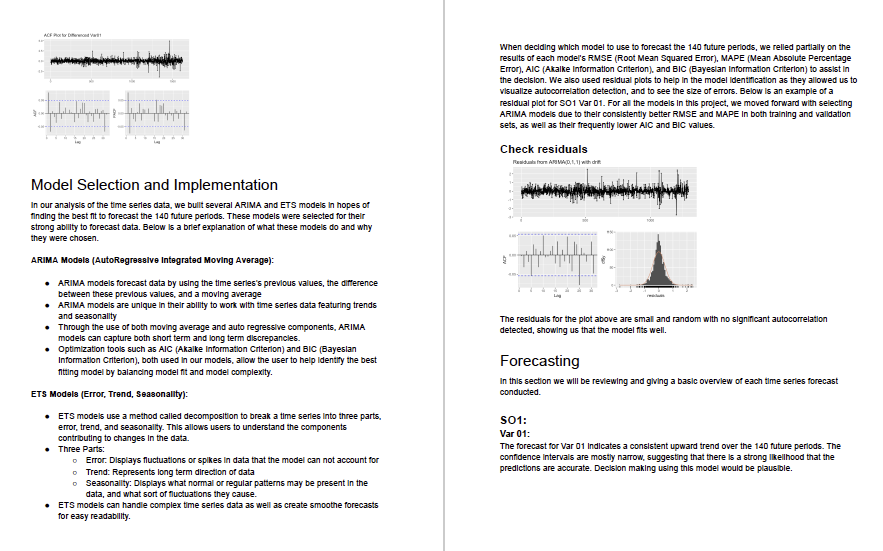 ACF Plot for Differenced Var01
Lag
Lag
Model Selection and Implementation
In our analysis of the time series data, we built several ARIMA and ETS models in hopes of
finding the best fit to forecast the 140 future periods. These models were selected for their
strong ability to forecast data. Below is a brief explanation of what these models do and why
they were chosen.
ARIMA Models (AutoRegressive Integrated Moving Average):
● ARIMA models forecast data by using the time series's previous values, the difference
between these previous values, and a moving average
● ARIMA models are unique in their ability to work with time series data featuring trends
and seasonality
● Through the use of both moving average and auto regressive components, ARIMA
models can capture both short term and long term discrepancies.
● Optimization tools such as AIC (Akaike Information Criterion) and BIC (Bayesian
Information Criterion), both used in our models, allow the user to help identify the best
fitting model by balancing model fit and model complexity.
ETS Models (Error, Trend, Seasonality):
● ETS models use a method called decomposition to break a time series into three parts,
error, trend, and seasonality. This allows users to understand the components
contributing to changes in the data.
● Three Parts:
○ Error: Displays fluctuations or spikes in data that the model can not account for
○ Trend: Represents long term direction of data
○ Seasonality: Displays what normal or regular patterns may be present in the
data, and what sort of fluctuations they cause.
● ETS models can handle complex time series data as well as create smoothe forecasts
for easy readability.
When deciding which model to use to forecast the 140 future periods, we relied partially on the
results of each model's RMSE (Root Mean Squared Error), MAPE (Mean Absolute Percentage
Error), AIC (Akaike Information Criterion), and BIC (Bayesian Information Criterion) to assist in
the decision. We also used residual plots to help in the model identification as they allowed us to
visualize autocorrelation detection, and to see the size of errors. Below is an example of a
residual plot for SO1 Var 01. For all the models in this project, we moved forward with selecting
ARIMA models due to their consistently better RMSE and MAPE in both training and validation
sets, as well as their frequently lower AIC and BIC values.
Check residuals
Residuals from ARIMA(0,1,1) with drift
ACF
Lag
residuals
The residuals for the plot above are small and random with no significant autocorrelation
detected, showing us that the model fits well.
Forecasting
In this section we will be reviewing and giving a basic overview of each time series forecast
conducted.
SO1:
Var 01:
The forecast for Var 01 indicates a consistent upward trend over the 140 future periods. The
confidence intervals are mostly narrow, suggesting that there is a strong likelihood that the
predictions are accurate. Decision making using this model would be plausible.